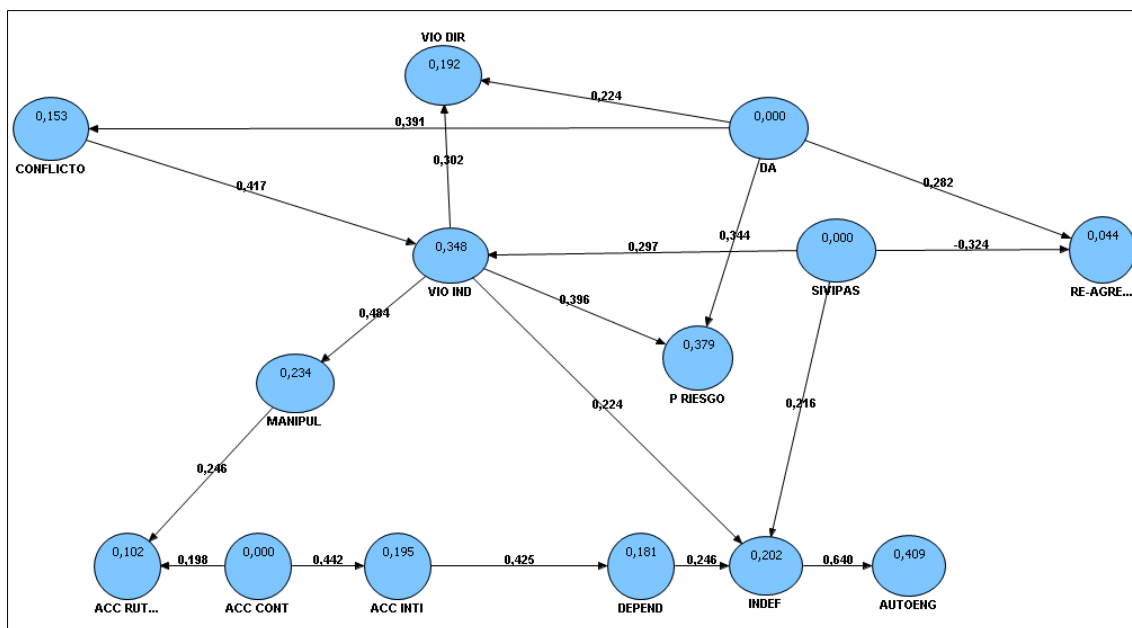 VIO DIR
0,192
0,224
0,153
0,391
0,000
CONFLICTO
DA
0,302
0,417
0,282
0,344
0,348
0,297
0,000
-0,324
0,044
VIO IND
SIVIPAS
RE-AGRE...
0,484
0,396
0,379
0,234
P RIESGO
0,224
0,216
MANIPUL
0,246
0,102
0,198
0,000
0,442
0,195
0,425
0,181
0,246
0,202
0,640
0,409
ACC RUT...
ACC CONT
ACC INTI
DEPEND
INDEF
AUTOENG